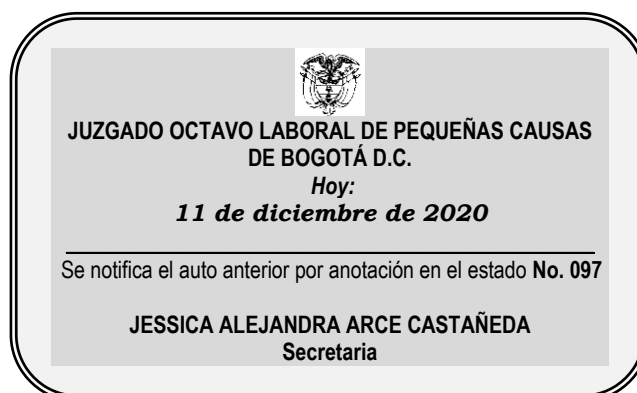 JUZGADO OCTAVO LABORAL DE PEQUEÑAS CAUSAS
DE BOGOTÁ D.C.
Hoy:
11 de diciembre de 2020
Se notifica el auto anterior por anotación en el estado No. 097
JESSICA ALEJANDRA ARCE CASTAÑEDA
Secretaria